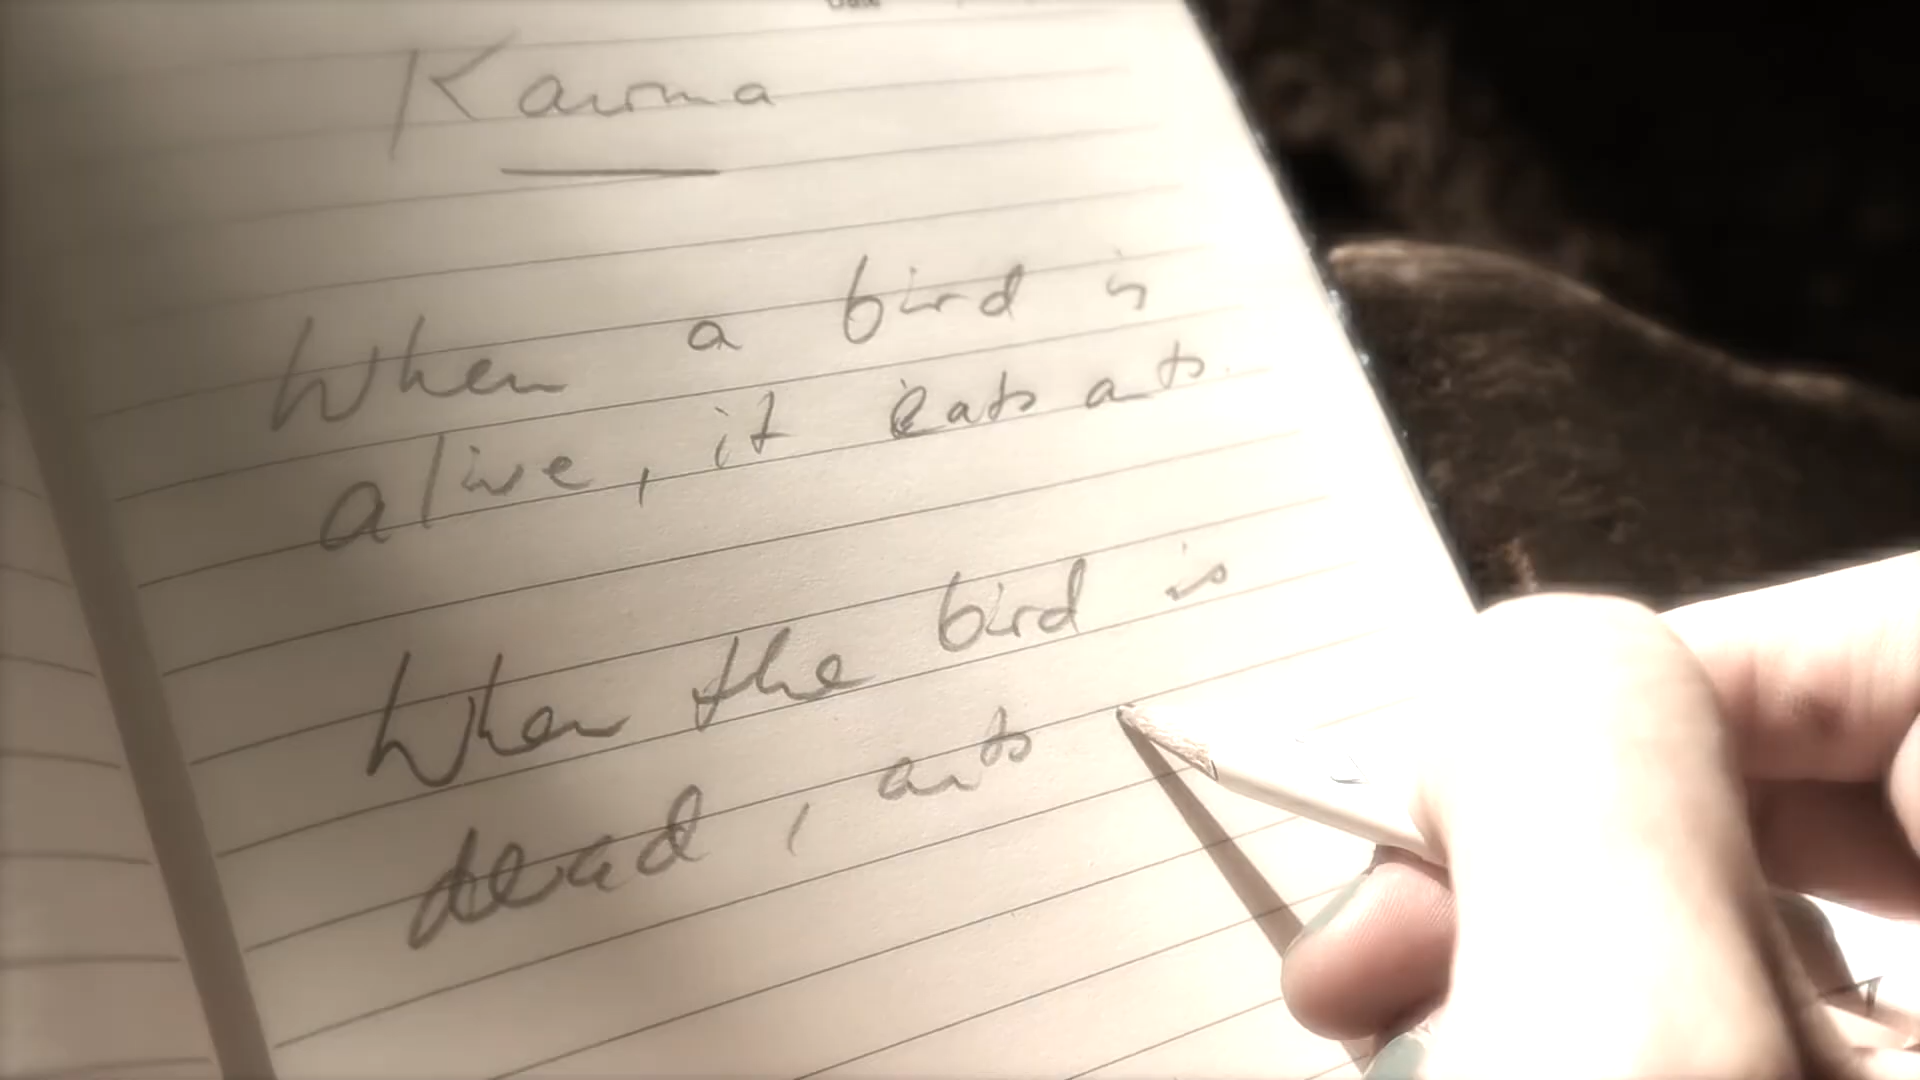 Karma
When a bird is
alive, it eats ants
When the bird is
dead, ants